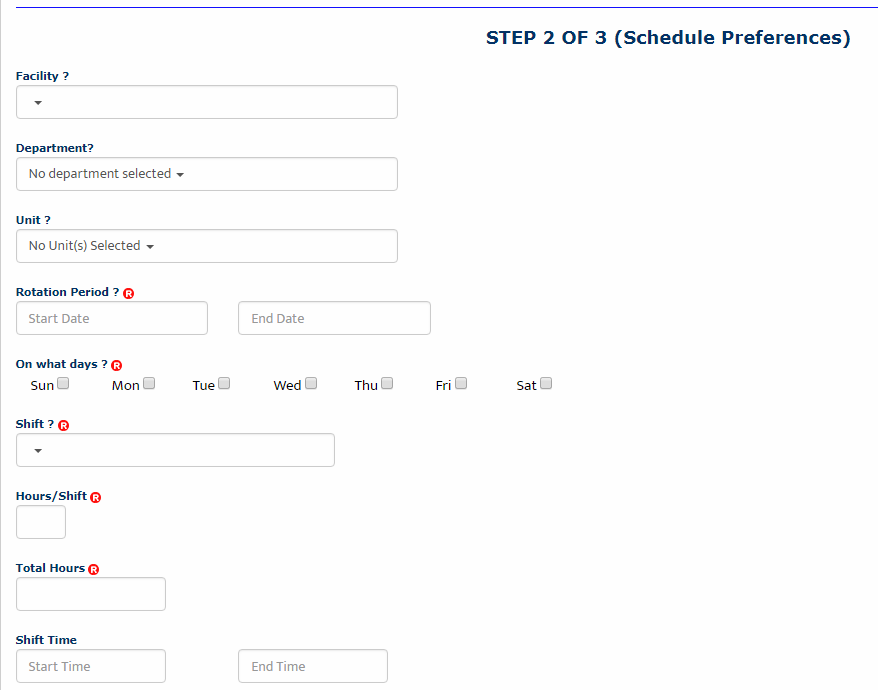 STEP 2 OF 3 (Schedule Preferences)
Facility ?
Department?
No department selected
Unit ?
No Unit(s) Selected
Rotation Period ? R
Start Date End Date
On what days ? R
Sun Mon Tue Wed Thu Fri Sat
Shift ? R
Hours/Shift R
Total Hours R
Shift Time
Start Time End Time